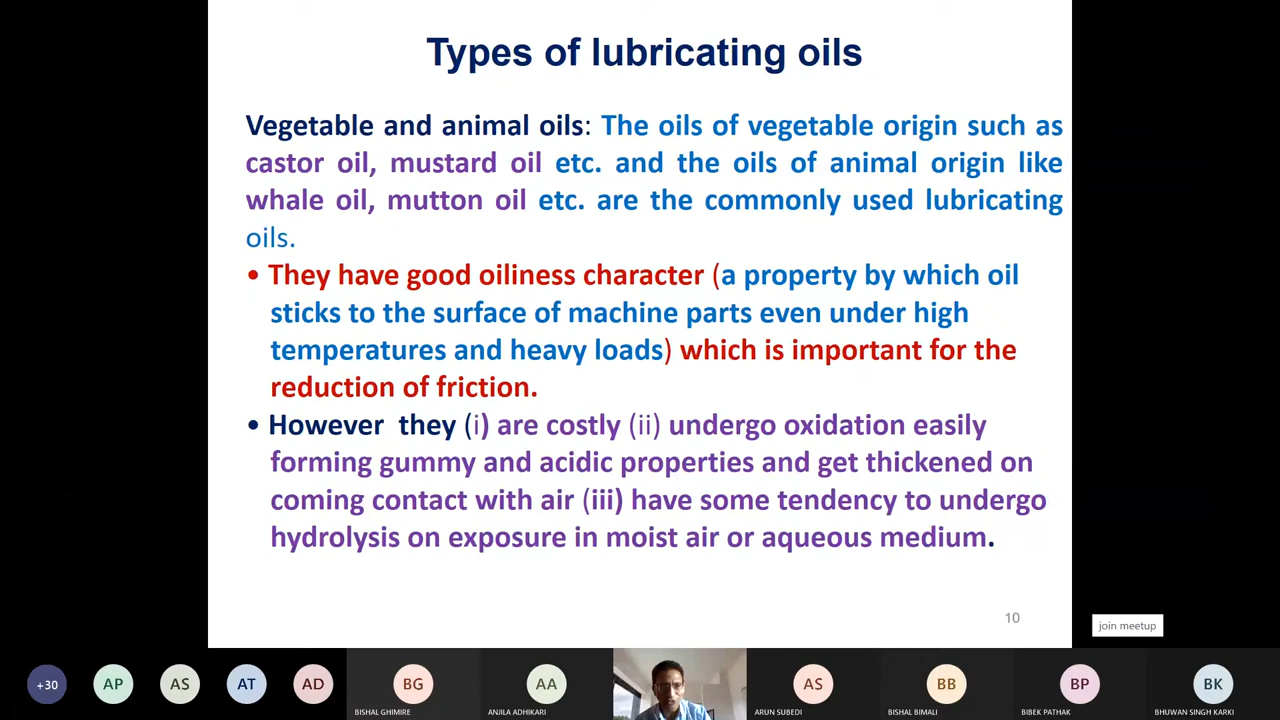 Types of lubricating oils
Vegetable and animal oils: The oils of vegetable origin such as
castor oil, mustard oil etc. and the oils of animal origin like
whale oil, mutton oil etc. are the commonly used lubricating
oils.
• They have good oiliness character (a property by which oil
sticks to the surface of machine parts even under high
temperatures and heavy loads) which is important for the
reduction of friction.
• However they (i) are costly (ii) undergo oxidation easily
forming gummy and acidic properties and get thickened on
coming contact with air (iii) have some tendency to undergo
hydrolysis on exposure in moist air or aqueous medium.
10
join meetup
+30 AP AS AT AD BG AA AS BB BP BK
BISHAL GHIMIRE ANJILA ADHIKARI ARUN SUBEDI BISHAL BIMALI BIBEK PATHAK BHUWAN SINGH KARKI